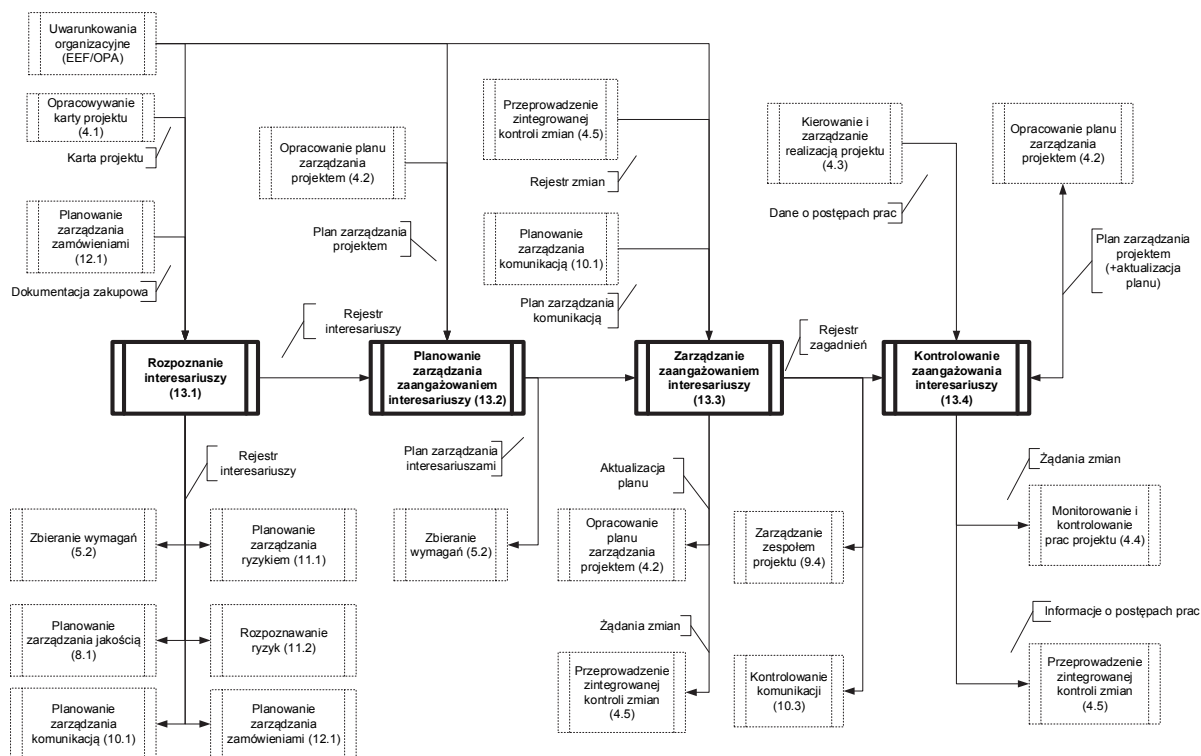 Uwarunkowania
organizacyjne
(EEF/OPA)
Opracowywanie
karty projektu
(4.1)
Karta projektu
Planowanie
zarządzania
zamówieniami
(12.1)
Dokumentacja zakupowa
Opracowanie planu
zarządzania
projektem (4.2)
Plan zarządzania
projektem
Przeprowadzenie
zintegrowanej
kontroli zmian (4.5)
Rejestr zmian
Planowanie
zarządzania
komunikacją (10.1)
Plan zarządzania
komunikacją
Kierowanie i
zarządzanie
realizacją projektu
(4.3)
Dane o postępach prac
Opracowanie planu
zarządzania
projektem (4.2)
Plan zarządzania
projektem
(+aktualizacja
planu)
Rejestr
interesariuszy
Rejestr
zagadnień
Rozpoznanie
interesariuszy
(13.1)
Planowanie
zarządzania
zaangażowaniem
interesariuszy (13.2)
Zarządzanie
zaangażowaniem
interesariuszy
(13.3)
Kontrolowanie
zaangażowania
interesariuszy
(13.4)
Rejestr
interesariuszy
Zbieranie wymagań
(5.2)
Planowanie
zarządzania
ryzykiem (11.1)
Planowanie
zarządzania jakością
(8.1)
Rozpoznawanie
ryzyk (11.2)
Planowanie
zarządzania
komunikacją (10.1)
Planowanie
zarządzania
zamówieniami (12.1)
Plan zarządzania
interesariuszami
Zbieranie
wymagań (5.2)
Aktualizacja
planu
Opracowanie
planu
zarządzania
projektem (4.2)
Żądania zmian
Przeprowadzenie
zintegrowanej
kontroli zmian
(4.5)
Zarządzanie
zespołem
projektu (9.4)
Kontrolowanie
komunikacji
(10.3)
Żądania zmian
Monitorowanie i
kontrolowanie
prac projektu (4.4)
Informacje o postępach prac
Przeprowadzenie
zintegrowanej
kontroli zmian
(4.5)